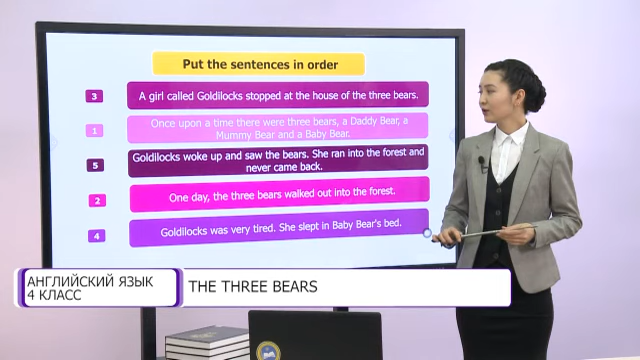 Put the sentences in order
3
A girl called Goldilocks stopped at the house of the three bears.
1
Once upon a time there were three bears, a Daddy Bear, a
Mummy Bear and a Baby Bear.
5
Goldilocks woke up and saw the bears. She ran into the forest and
never came back.
2
One day, the three bears walked out into the forest.
4
Goldilocks was very tired. She slept in Baby Bear's bed.
АНГЛИЙСКИЙ ЯЗЫК
4 КЛАСС
THE THREE BEARS